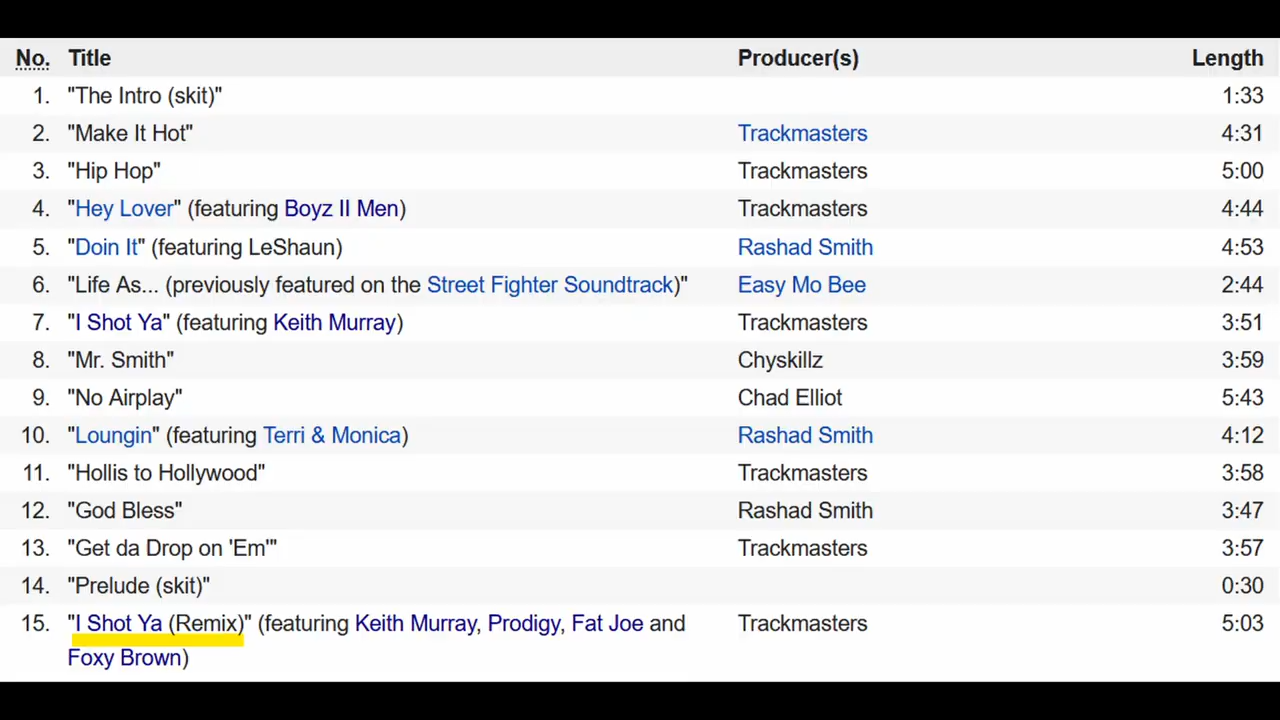 No. Title Producer(s) Length
1. "The Intro (skit)" 1:33
2. "Make It Hot" Trackmasters 4:31
3. "Hip Hop" Trackmasters 5:00
4. "Hey Lover" (featuring Boyz II Men) Trackmasters 4:44
5. "Doin It" (featuring LeShaun) Rashad Smith 4:53
6. "Life As... (previously featured on the Street Fighter Soundtrack)" Easy Mo Bee 2:44
7. "I Shot Ya" (featuring Keith Murray) Trackmasters 3:51
8. "Mr. Smith" Chyskillz 3:59
9. "No Airplay" Chad Elliot 5:43
10. "Loungin" (featuring Terri & Monica) Rashad Smith 4:12
11. "Hollis to Hollywood" Trackmasters 3:58
12. "God Bless" Rashad Smith 3:47
13. "Get da Drop on 'Em'" Trackmasters 3:57
14. "Prelude (skit)" 0:30
15. "I Shot Ya (Remix)" (featuring Keith Murray, Prodigy, Fat Joe and Trackmasters 5:03
Foxy Brown)